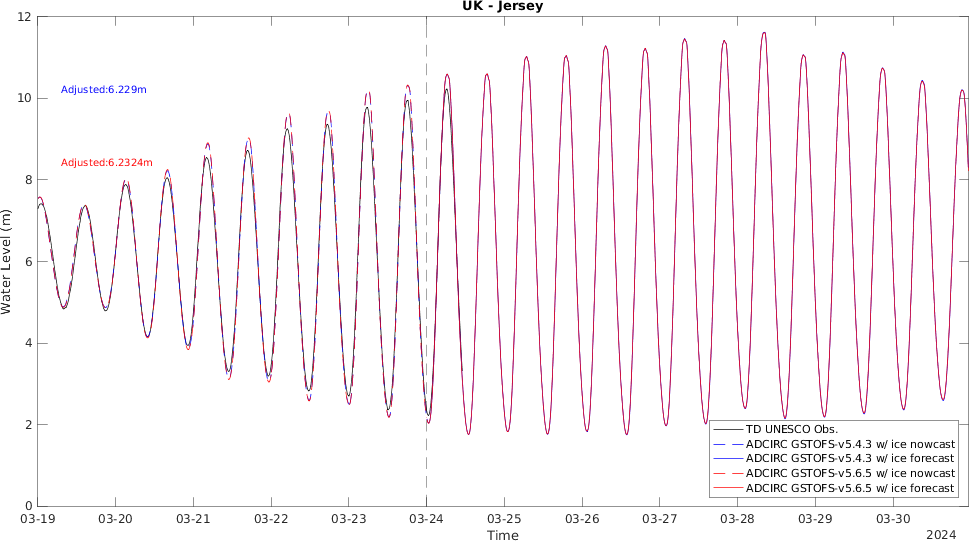 UK - Jersey
12
10
8
6
4
2
0
Water Level (m)
Adjusted:6.229m
Adjusted:6.2324m
TD UNESCO Obs.
ADCIRC GSTOFS-v5.4.3 w/ ice nowcast
ADCIRC GSTOFS-v5.4.3 w/ ice forecast
ADCIRC GSTOFS-v5.6.5 w/ ice nowcast
ADCIRC GSTOFS-v5.6.5 w/ ice forecast
03-19 03-20 03-21 03-22 03-23 03-24 03-25 03-26 03-27 03-28 03-29 03-30
Time
2024